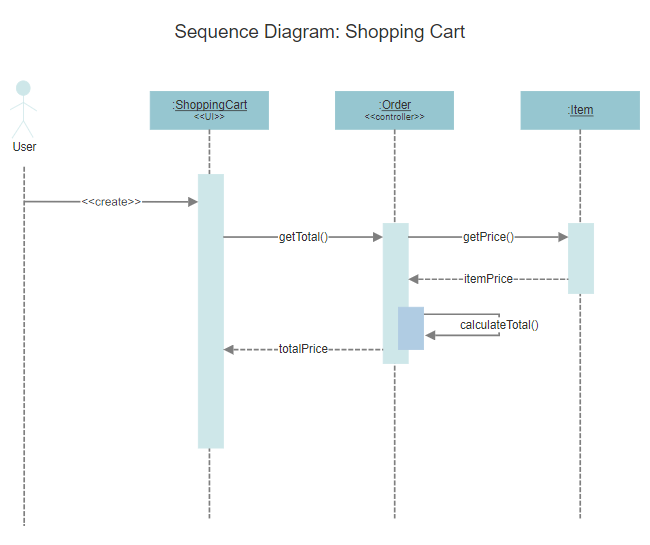 Sequence Diagram: Shopping Cart
:ShoppingCart
<<UI>>
:Order
<<controller>>
:Item
User
<<create>>
getTotal()
getPrice()
itemPrice
calculateTotal()
totalPrice